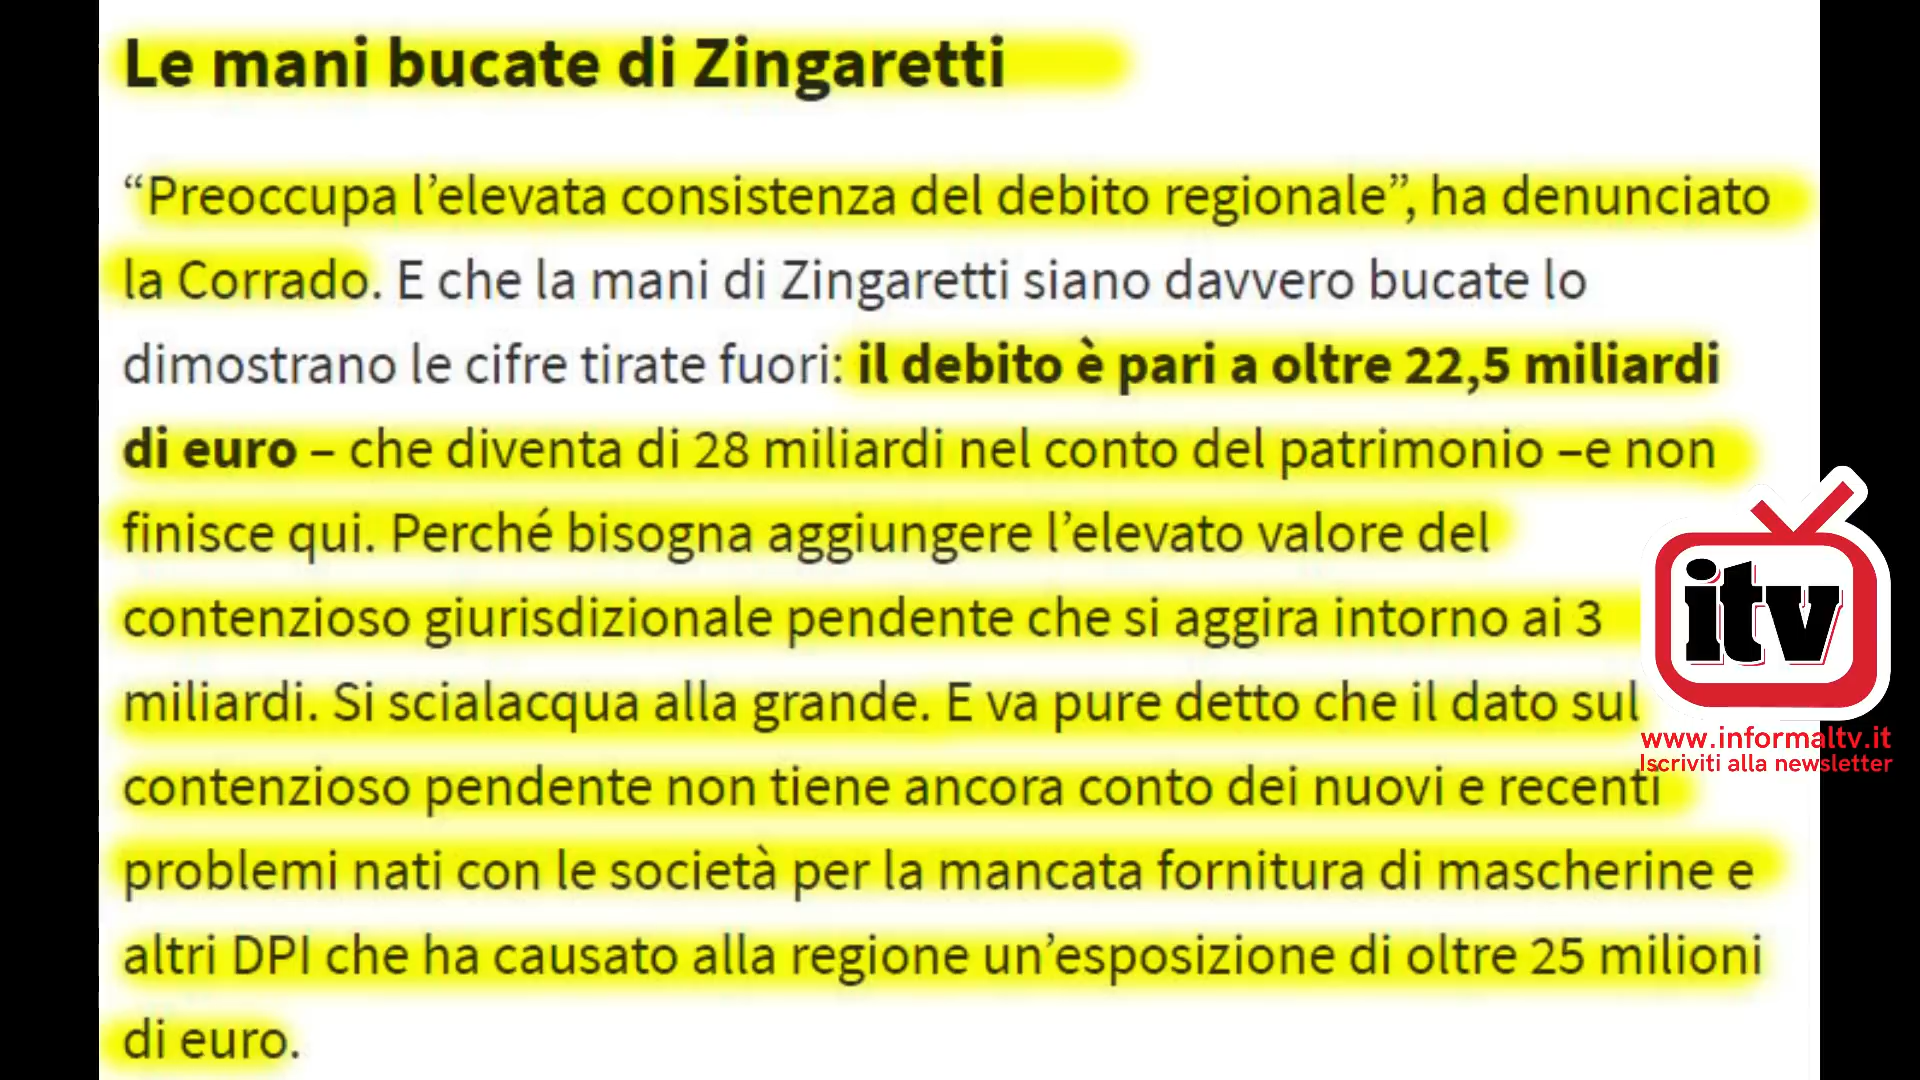 Le mani bucate di Zingaretti
“Preoccupa l’elevata consistenza del debito regionale”, ha denunciato
la Corrado. E che la mani di Zingaretti siano davvero bucate lo
dimostrano le cifre tirate fuori: il debito è pari a oltre 22,5 miliardi
di euro – che diventa di 28 miliardi nel conto del patrimonio –e non
finisce qui. Perché bisogna aggiungere l’elevato valore del
contenzioso giurisdizionale pendente che si aggira intorno ai 3
miliardi. Si scialacqua alla grande. E va pure detto che il dato sul
contenzioso pendente non tiene ancora conto dei nuovi e recenti
problemi nati con le società per la mancata fornitura di mascherine e
altri DPI che ha causato alla regione un’esposizione di oltre 25 milioni
di euro.
itv
www.informaltv.it
Iscriviti alla newsletter